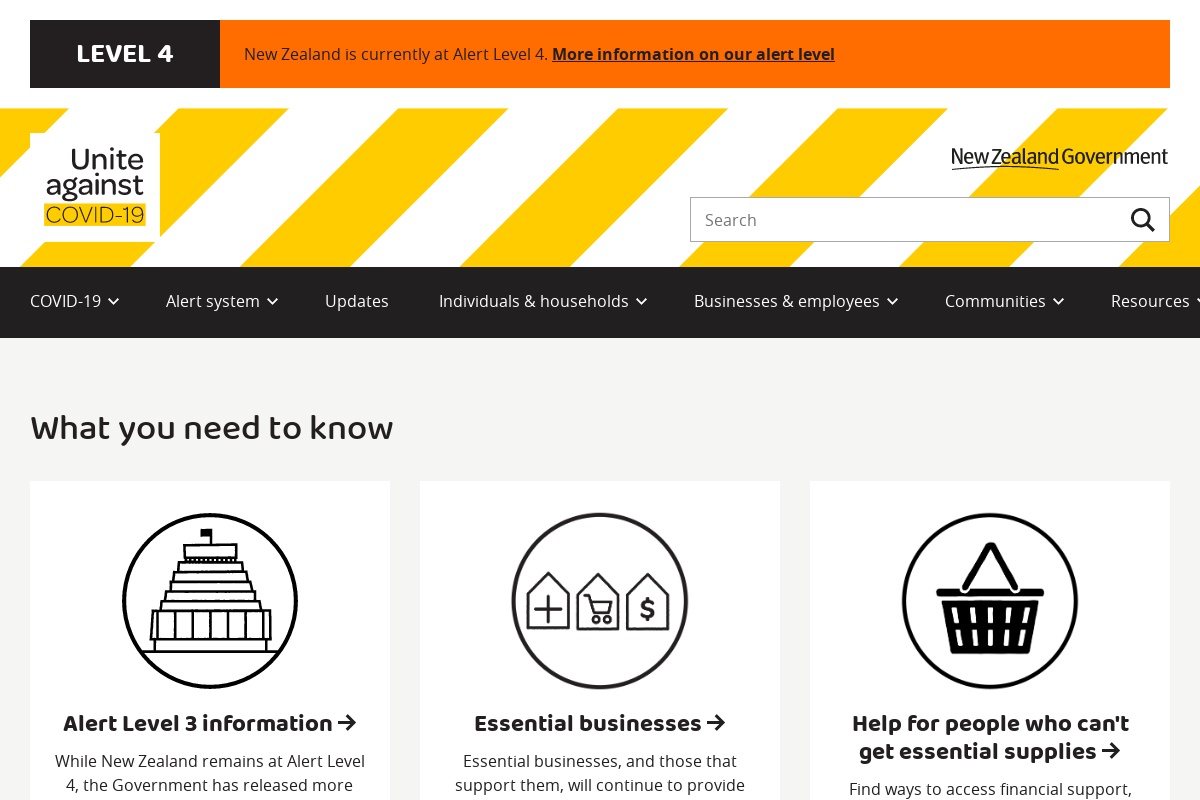 LEVEL 4
New Zealand is currently at Alert Level 4. More information on our alert level
Unite
against
COVID-19
New Zealand Government
Search
COVID-19
Alert system
Updates
Individuals & households
Businesses & employees
Communities
Resources
What you need to know
Alert Level 3 information
While New Zealand remains at Alert Level
4, the Government has released more
$
Essential businesses
Essential businesses, and those that
support them, will continue to provide
Help for people who can't
get essential supplies
Find ways to access financial support,